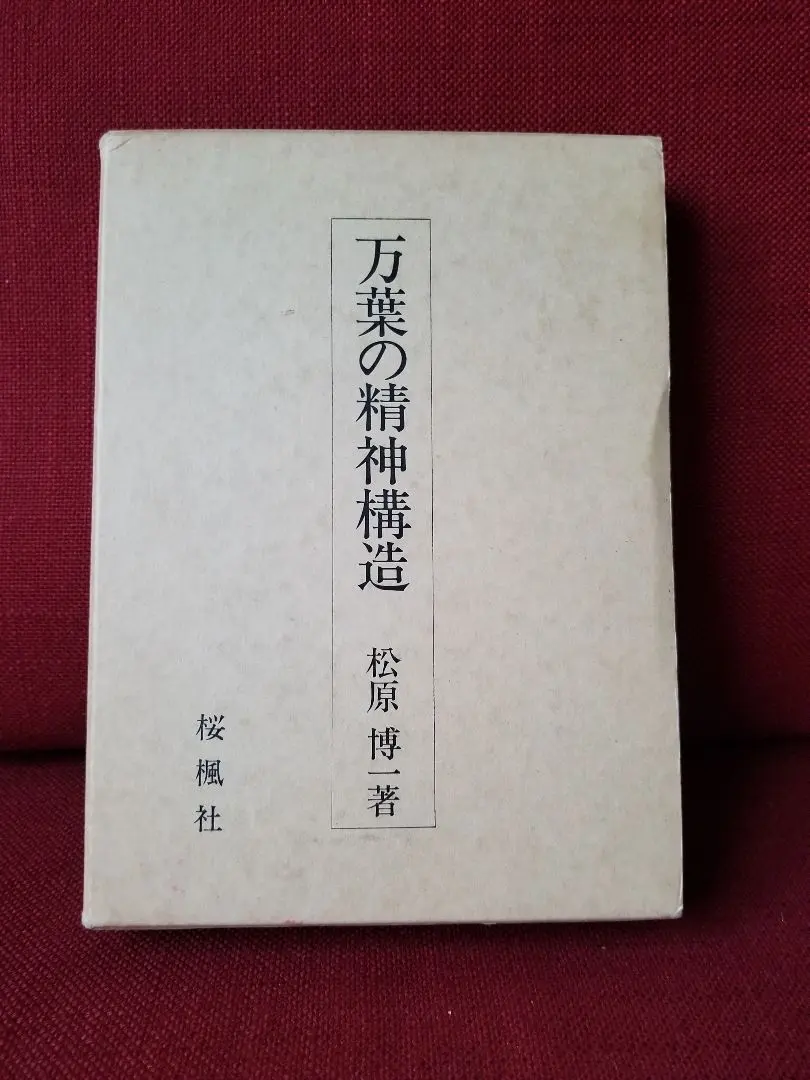 万葉の精神構造
松原 博一著
桜楓社